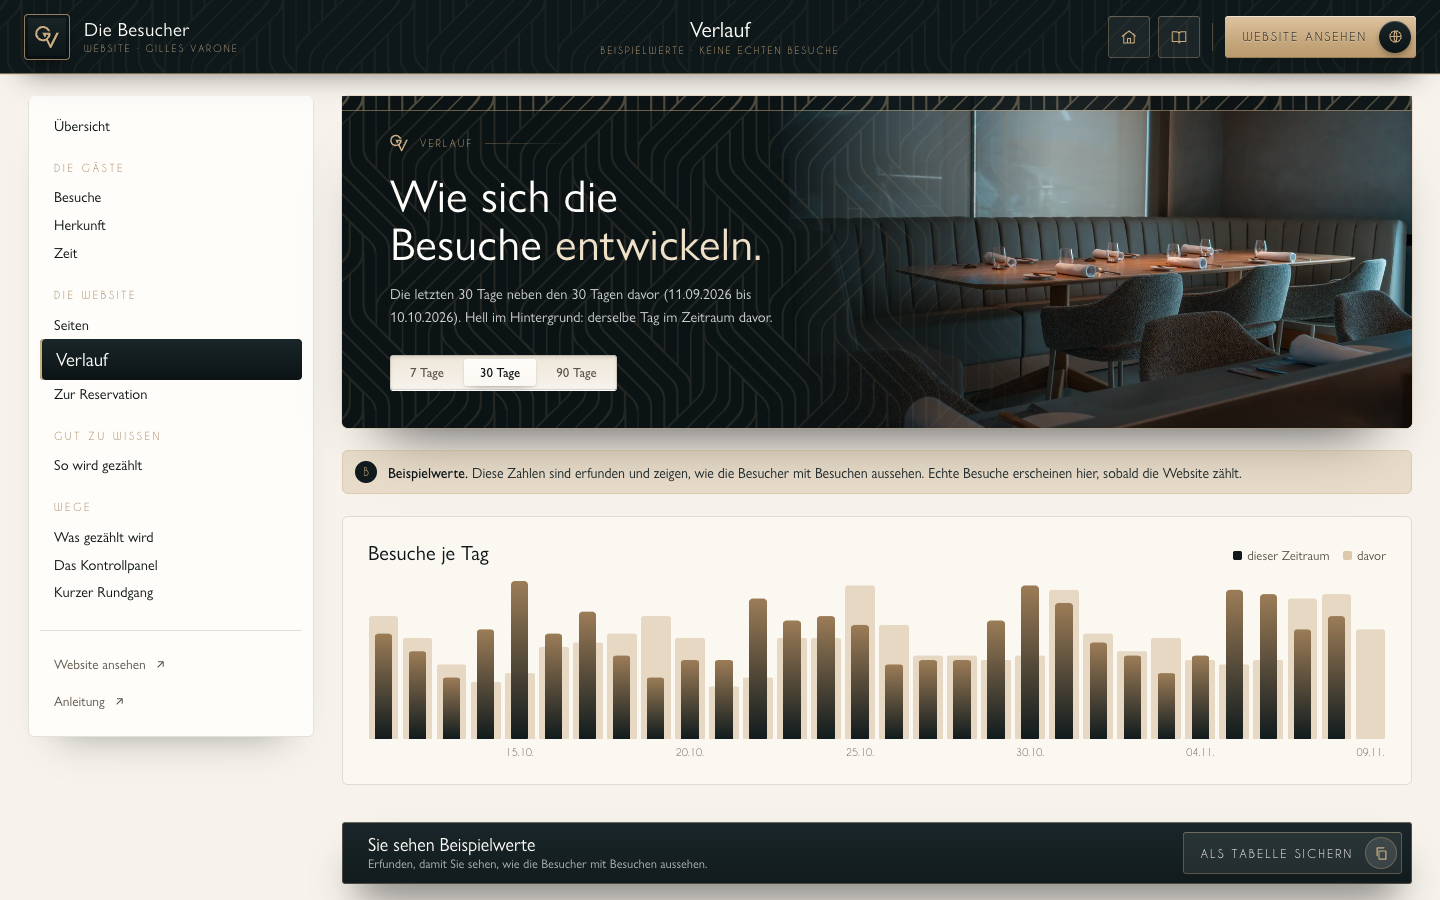 Die Besucher
WEBSITE · GILLES VARONE
Verlauf
BEISPIELWERTE · KEINE ECHTEN BESUCHE
WEBSITE ANSEHEN
Übersicht
DIE GÄSTE
Besuche
Herkunft
Zeit
DIE WEBSITE
Seiten
Verlauf
Zur Reservation
GUT ZU WISSEN
So wird gezählt
WEGE
Was gezählt wird
Das Kontrollpanel
Kurzer Rundgang
Website ansehen
Anleitung
GV VERLAUF
Wie sich die
Besuche entwickeln.
Die letzten 30 Tage neben den 30 Tagen davor (11.09.2026 bis
10.10.2026). Hell im Hintergrund: derselbe Tag im Zeitraum davor.
7 Tage 30 Tage 90 Tage
B Beispielwerte. Diese Zahlen sind erfunden und zeigen, wie die Besucher mit Besuchen aussehen. Echte Besuche erscheinen hier, sobald die Website zählt.
Besuche je Tag
dieser Zeitraum davor
15.10. 20.10. 25.10. 30.10. 04.11. 09.11.
Sie sehen Beispielwerte
Erfunden, damit Sie sehen, wie die Besucher mit Besuchen aussehen.
ALS TABELLE SICHERN